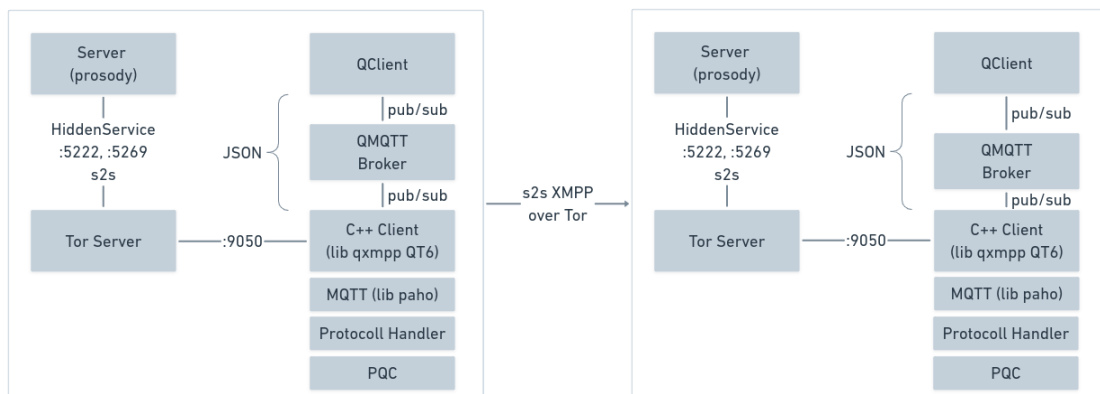 Server
(prosody)
HiddenService
:5222, :5269
s2s
Tor Server
:9050
JSON
QClient
pub/sub
QMQTT
Broker
pub/sub
C++ Client
(lib qxmpp QT6)
MQTT (lib paho)
Protocoll Handler
PQC
s2s XMPP
over Tor
Server
(prosody)
HiddenService
:5222, :5269
s2s
Tor Server
:9050
JSON
QClient
pub/sub
QMQTT
Broker
pub/sub
C++ Client
(lib qxmpp QT6)
MQTT (lib paho)
Protocoll Handler
PQC